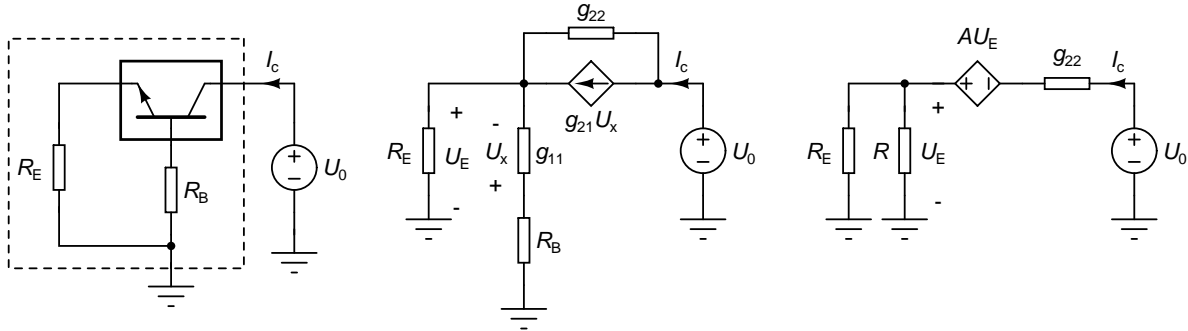 I_c
R_E
R_B
U_0
+
−
g_22
I_c
g_21U_x
+
-
R_E
U_E
U_x
g_11
+
-
U_0
+
−
R_B
AU_E
g_22
I_c
+
−
+
R_E
R
U_E
-
U_0
+
−